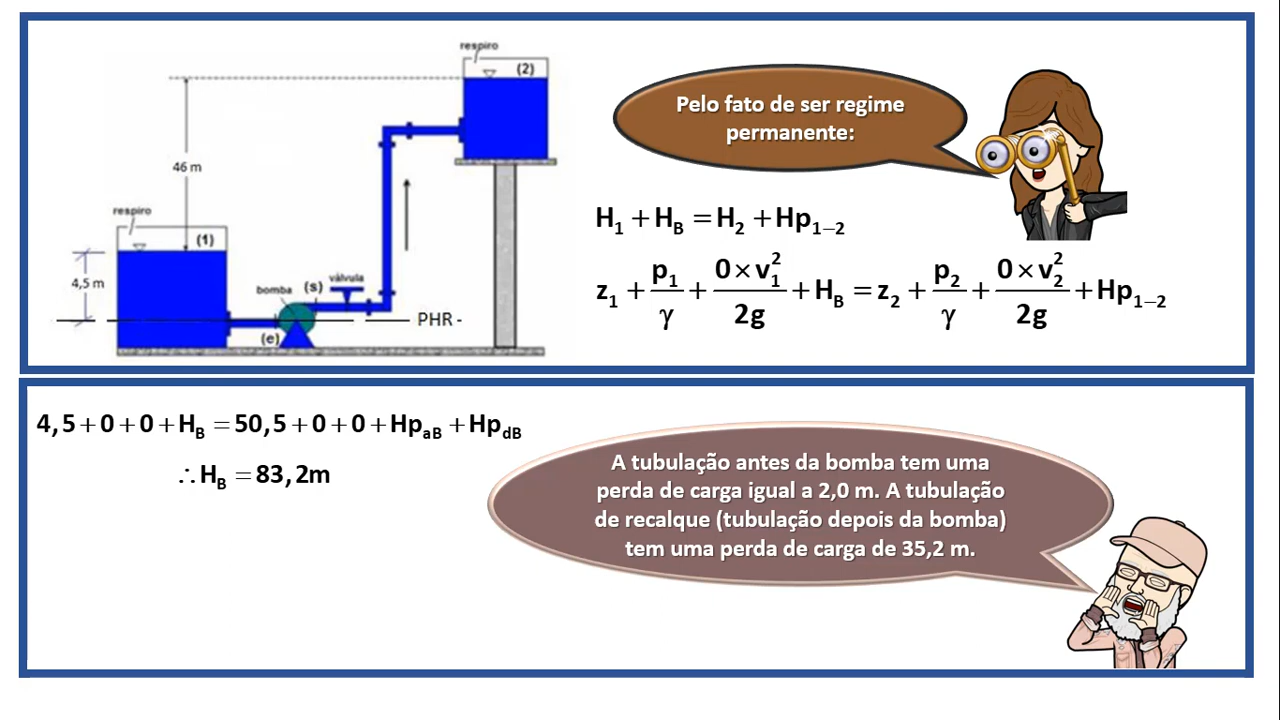 respiro
(2)
46 m
respiro
(1)
4,5 m
bomba
(s)
válvula
(e)
PHR -
Pelo fato de ser regime
permanente:
H₁ + H_B = H₂ + Hp₁₋₂
z₁ + p₁/γ + 0 × v₁²/2g + H_B = z₂ + p₂/γ + 0 × v₂²/2g + Hp₁₋₂
4,5 + 0 + 0 + H_B = 50,5 + 0 + 0 + Hp_aB + Hp_dB
∴ H_B = 83,2m
A tubulação antes da bomba tem uma
perda de carga igual a 2,0 m. A tubulação
de recalque (tubulação depois da bomba)
tem uma perda de carga de 35,2 m.